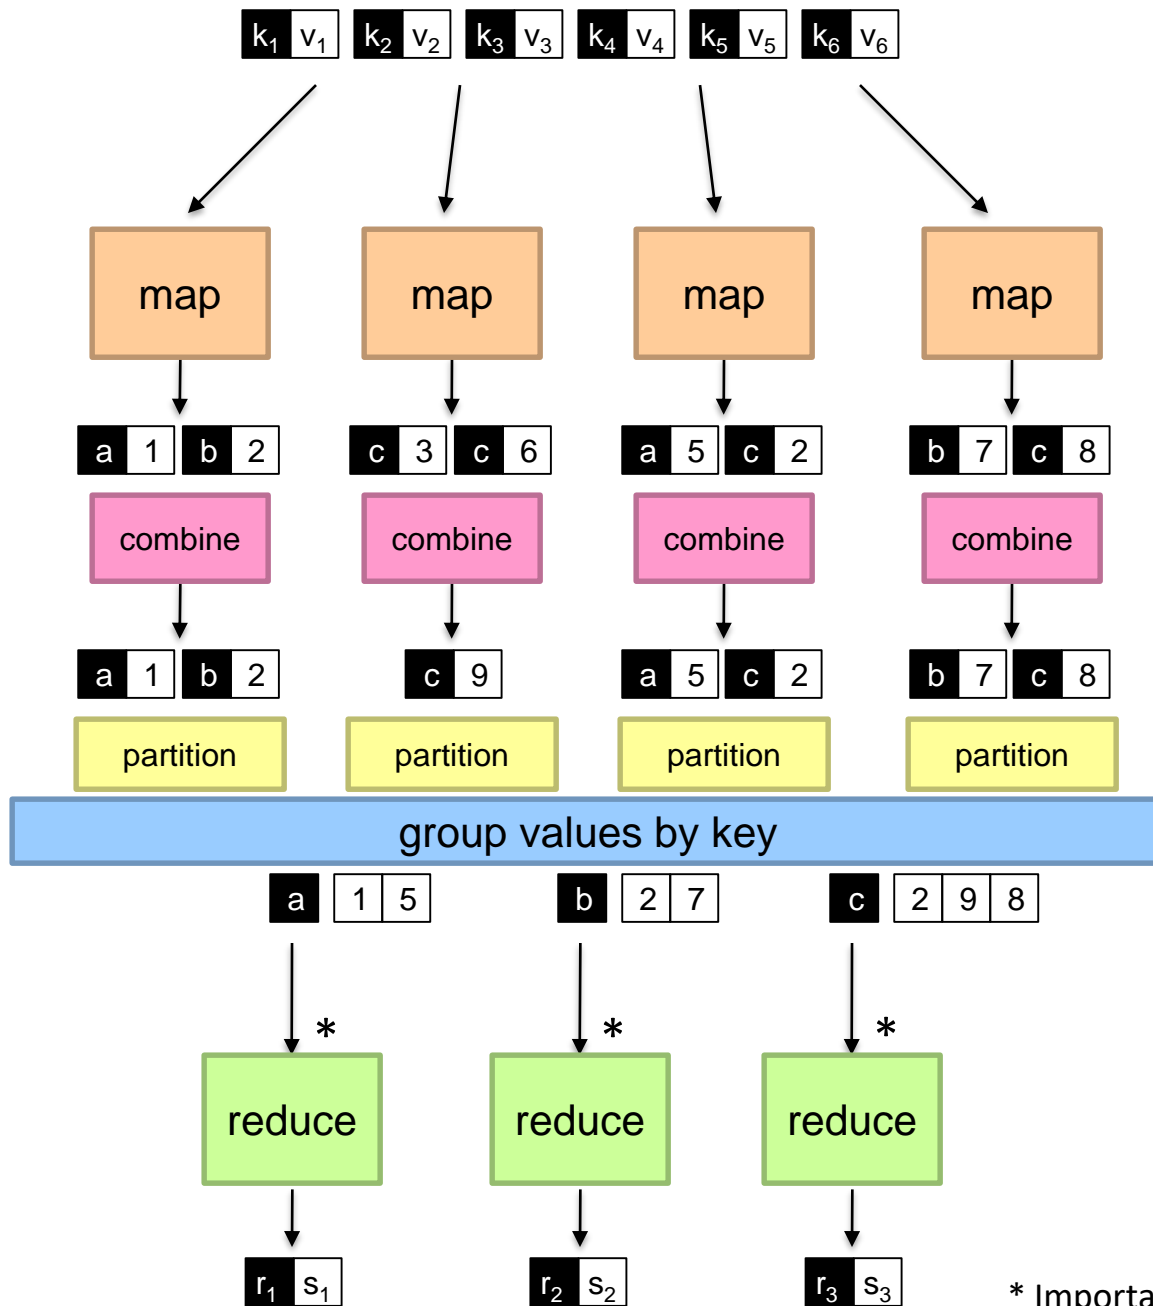 k₁ v₁ k₂ v₂ k₃ v₃ k₄ v₄ k₅ v₅ k₆ v₆
map map map map
a 1 b 2 c 3 c 6 a 5 c 2 b 7 c 8
combine combine combine combine
a 1 b 2 c 9 a 5 c 2 b 7 c 8
partition partition partition partition
group values by key
a 1 5 b 2 7 c 2 9 8
* * *
reduce reduce reduce
r₁ s₁ r₂ s₂ r₃ s₃
* Importa